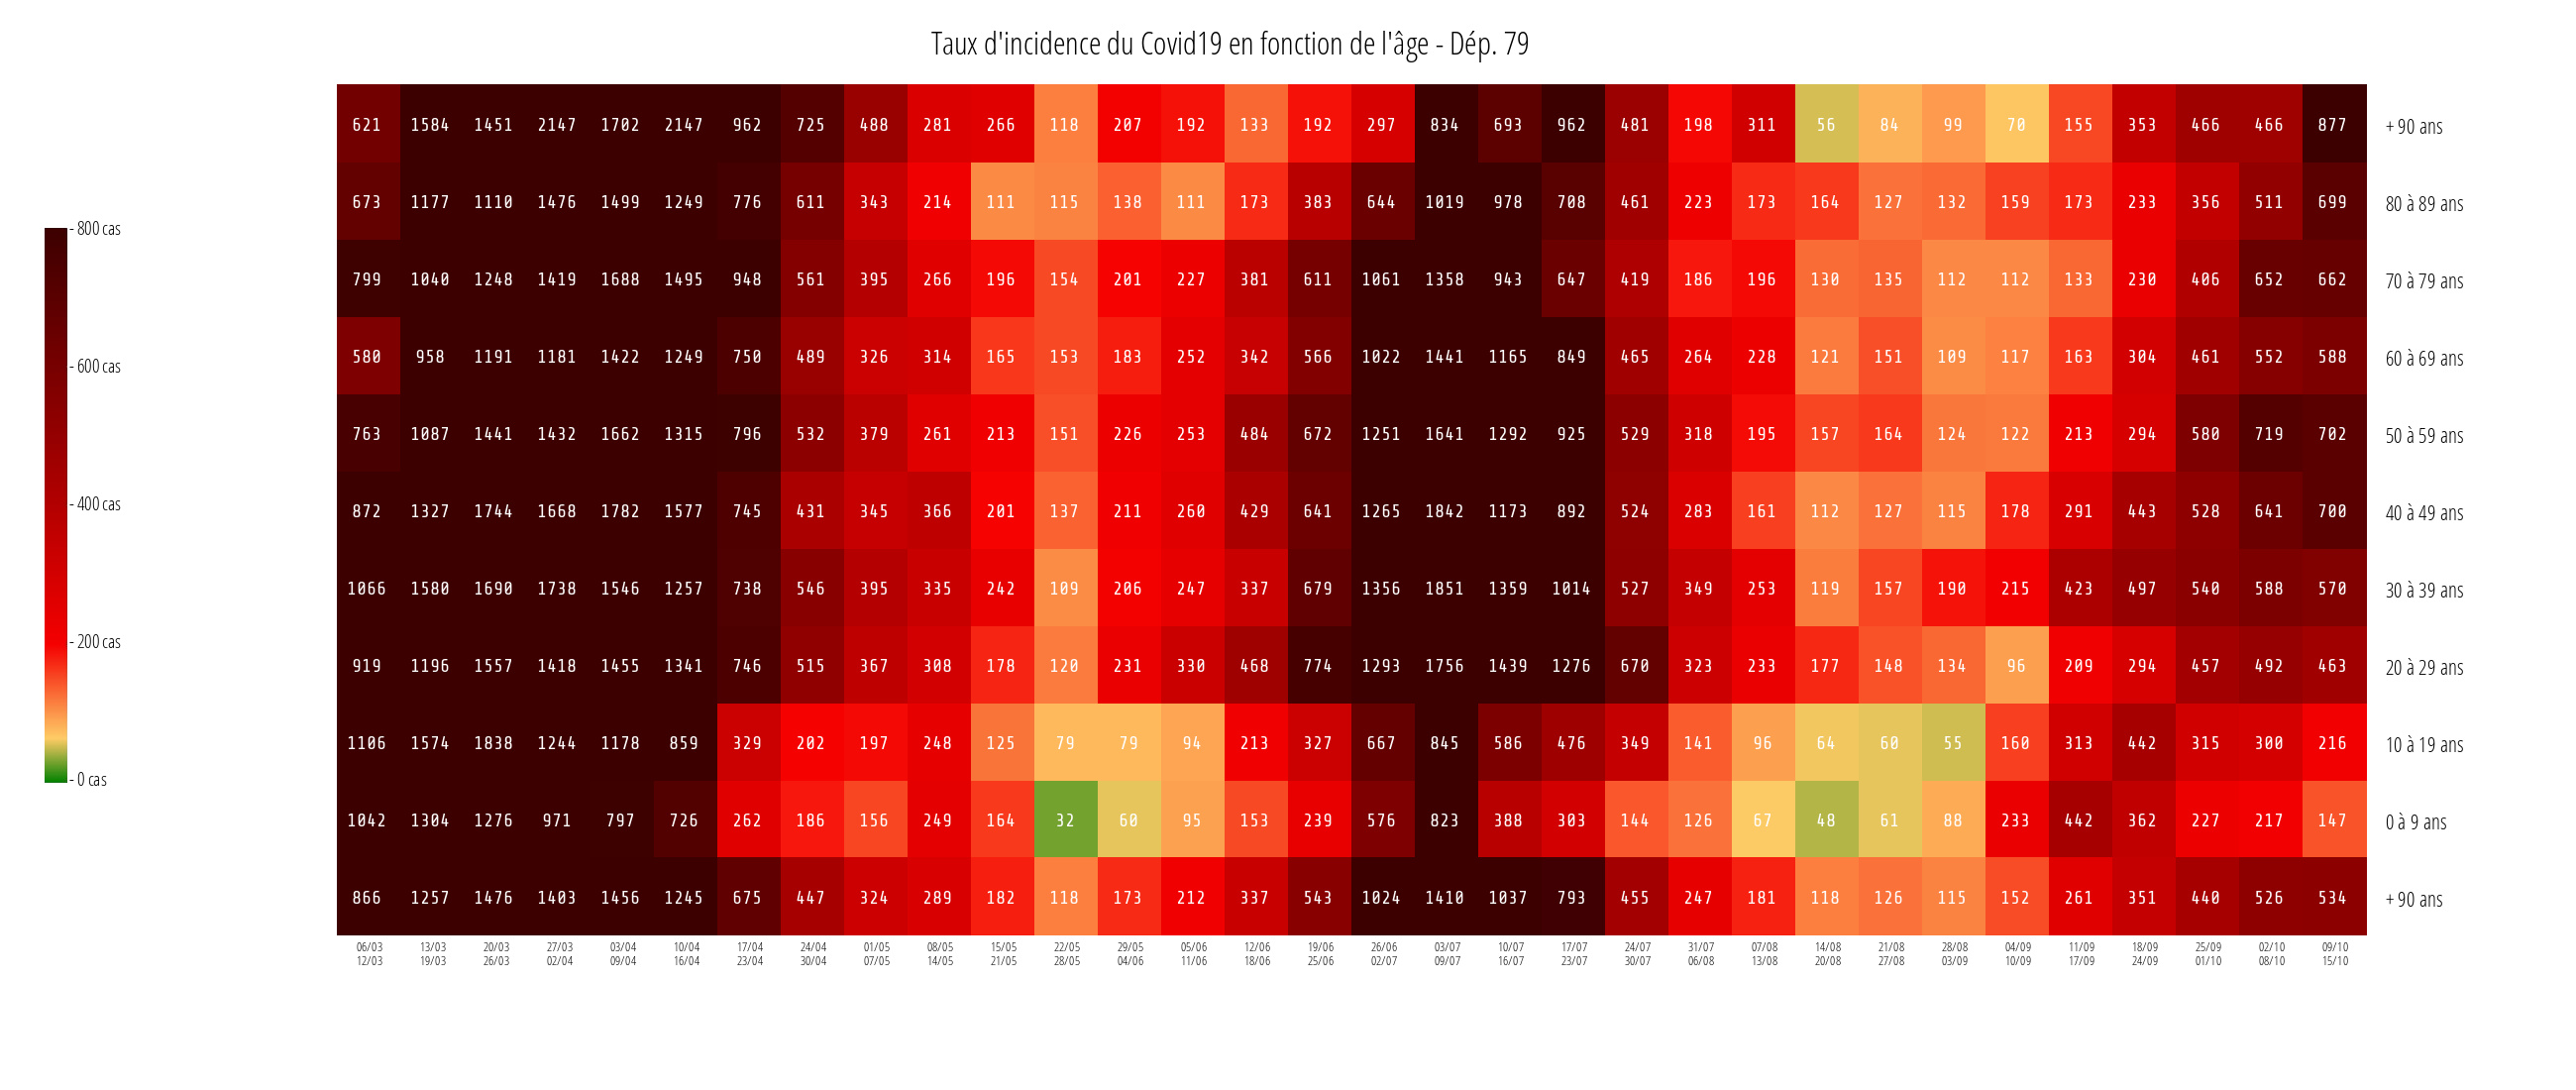 Taux d'incidence du Covid19 en fonction de l'âge - Dép. 79
621 1584 1451 2147 1702 2147 962 725 488 281 266 118 207 192 133 192 297 834 693 962 481 198 311 56 84 99 70 155 353 466 466 877 + 90 ans
673 1177 1110 1476 1499 1249 776 611 343 214 111 115 138 111 173 383 644 1019 978 708 461 223 173 164 127 132 159 173 233 356 511 699 80 à 89 ans
- 800 cas
799 1040 1248 1419 1688 1495 948 561 395 266 196 154 201 227 381 611 1061 1358 943 647 419 186 196 130 135 112 112 133 230 406 652 662 70 à 79 ans
580 958 1191 1181 1422 1249 750 489 326 314 165 153 183 252 342 566 1022 1441 1165 849 465 264 228 121 151 109 117 163 304 461 552 588 60 à 69 ans
- 600 cas
763 1087 1441 1432 1662 1315 796 532 379 261 213 151 226 253 484 672 1251 1641 1292 925 529 318 195 157 164 124 122 213 294 580 719 702 50 à 59 ans
- 400 cas
872 1327 1744 1668 1782 1577 745 431 345 366 201 137 211 260 429 641 1265 1842 1173 892 524 283 161 112 127 115 178 291 443 528 641 700 40 à 49 ans
1066 1580 1690 1738 1546 1257 738 546 395 335 242 109 206 247 337 679 1356 1851 1359 1014 527 349 253 119 157 190 215 423 497 540 588 570 30 à 39 ans
- 200 cas
919 1196 1557 1418 1455 1341 746 515 367 308 178 120 231 330 468 774 1293 1756 1439 1276 670 323 233 177 148 134 96 209 294 457 492 463 20 à 29 ans
1106 1574 1838 1244 1178 859 329 202 197 248 125 79 79 94 213 327 667 845 586 476 349 141 96 64 60 55 160 313 442 315 300 216 10 à 19 ans
- 0 cas
1042 1304 1276 971 797 726 262 186 156 249 164 32 60 95 153 239 576 823 388 303 144 126 67 48 61 88 233 442 362 227 217 147 0 à 9 ans
866 1257 1476 1403 1456 1245 675 447 324 289 182 118 173 212 337 543 1024 1410 1037 793 455 247 181 118 126 115 152 261 351 440 526 534 + 90 ans
06/03 13/03 20/03 27/03 03/04 10/04 17/04 24/04 01/05 08/05 15/05 22/05 29/05 05/06 12/06 19/06 26/06 03/07 10/07 17/07 24/07 31/07 07/08 14/08 21/08 28/08 04/09 11/09 18/09 25/09 02/10 09/10
12/03 19/03 26/03 02/04 09/04 16/04 23/04 30/04 07/05 14/05 21/05 28/05 04/06 11/06 18/06 25/06 02/07 09/07 16/07 23/07 30/07 06/08 13/08 20/08 27/08 03/09 10/09 17/09 24/09 01/10 08/10 15/10